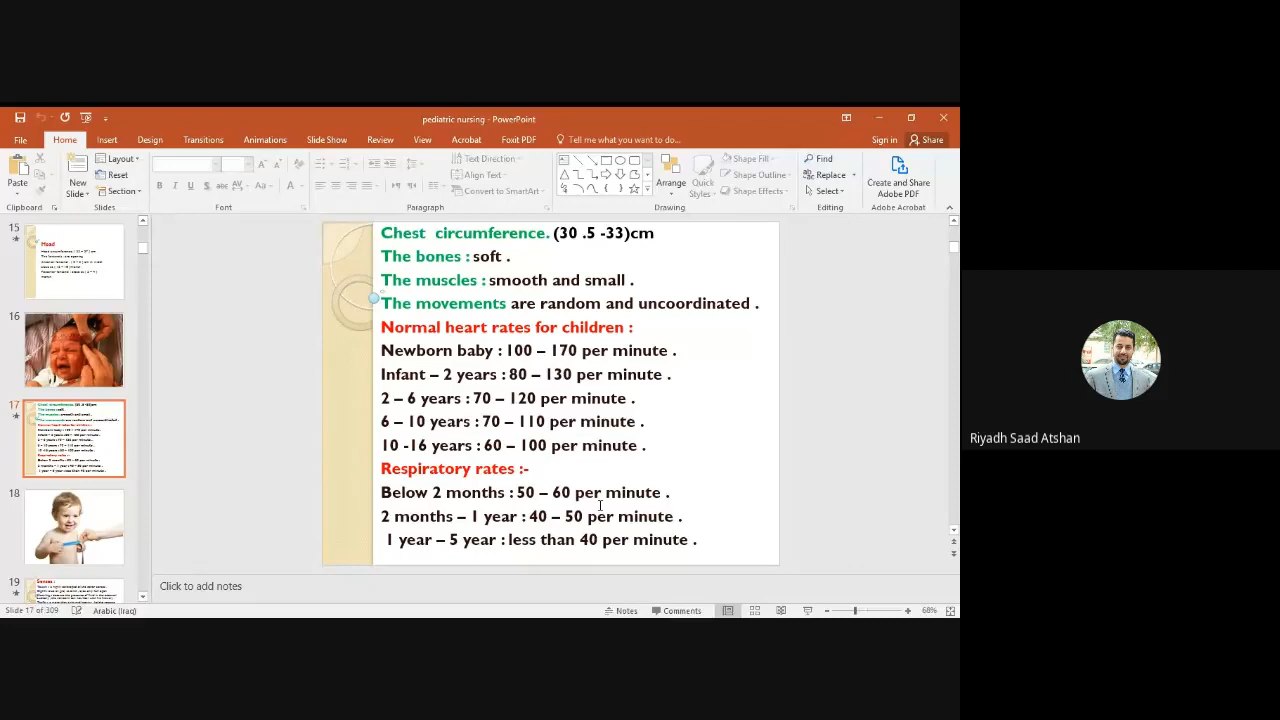 pediatric nursing - PowerPoint
File Home Insert Design Transitions Animations Slide Show Review View Acrobat Foxit PDF Tell me what you want to do... Sign in Share
Paste
New Slide
Layout
Reset
Section
Text Direction
Align Text
Convert to SmartArt
Arrange
Quick Styles
Shape Fill
Shape Outline
Shape Effects
Find
Replace
Select
Create and Share Adobe PDF
Clipboard Slides Font Paragraph Drawing Editing Adobe Acrobat
15
Head
16
17
18
19
Senses :
Chest circumference. (30 .5 -33)cm
The bones : soft .
The muscles : smooth and small .
The movements are random and uncoordinated .
Normal heart rates for children :
Newborn baby : 100 – 170 per minute .
Infant – 2 years : 80 – 130 per minute .
2 – 6 years : 70 – 120 per minute .
6 – 10 years : 70 – 110 per minute .
10 -16 years : 60 – 100 per minute .
Respiratory rates :-
Below 2 months : 50 – 60 per minute .
2 months – 1 year : 40 – 50 per minute .
1 year – 5 year : less than 40 per minute .
Click to add notes
Slide 17 of 309 Arabic (Iraq) Notes Comments 68%
Riyadh Saad Atshan